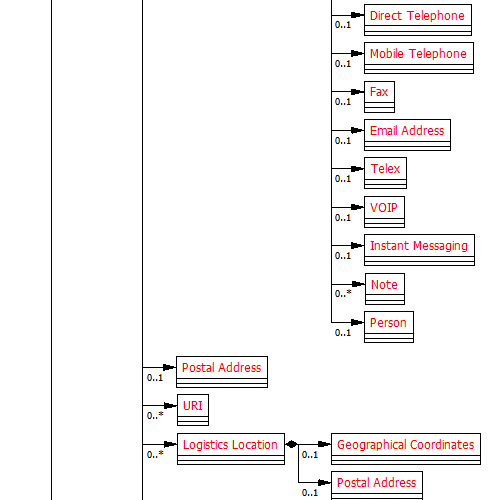 Direct Telephone
0..1
Mobile Telephone
0..1
Fax
0..1
Email Address
0..1
Telex
0..1
VOIP
0..1
Instant Messaging
0..1
Note
0..*
Person
0..1
Postal Address
0..1
URI
0..*
Logistics Location
0..*
Geographical Coordinates
0..1
Postal Address
0..1